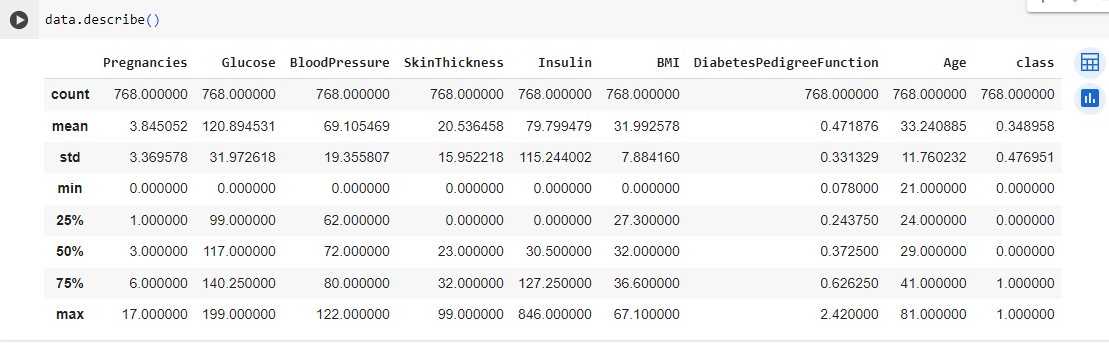 data.describe()
Pregnancies Glucose BloodPressure SkinThickness Insulin BMI DiabetesPedigreeFunction Age class
count 768.000000 768.000000 768.000000 768.000000 768.000000 768.000000 768.000000 768.000000 768.000000
mean 3.845052 120.894531 69.105469 20.536458 79.799479 31.992578 0.471876 33.240885 0.348958
std 3.369578 31.972618 19.355807 15.952218 115.244002 7.884160 0.331329 11.760232 0.476951
min 0.000000 0.000000 0.000000 0.000000 0.000000 0.000000 0.078000 21.000000 0.000000
25% 1.000000 99.000000 62.000000 0.000000 0.000000 27.300000 0.243750 24.000000 0.000000
50% 3.000000 117.000000 72.000000 23.000000 30.500000 32.000000 0.372500 29.000000 0.000000
75% 6.000000 140.250000 80.000000 32.000000 127.250000 36.600000 0.626250 41.000000 1.000000
max 17.000000 199.000000 122.000000 99.000000 846.000000 67.100000 2.420000 81.000000 1.000000